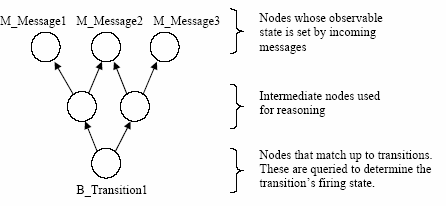 M_Message1 M_Message2 M_Message3
Nodes whose observable
state is set by incoming
messages
Intermediate nodes used
for reasoning
Nodes that match up to transitions.
These are queried to determine the
transition's firing state.
B_Transition1